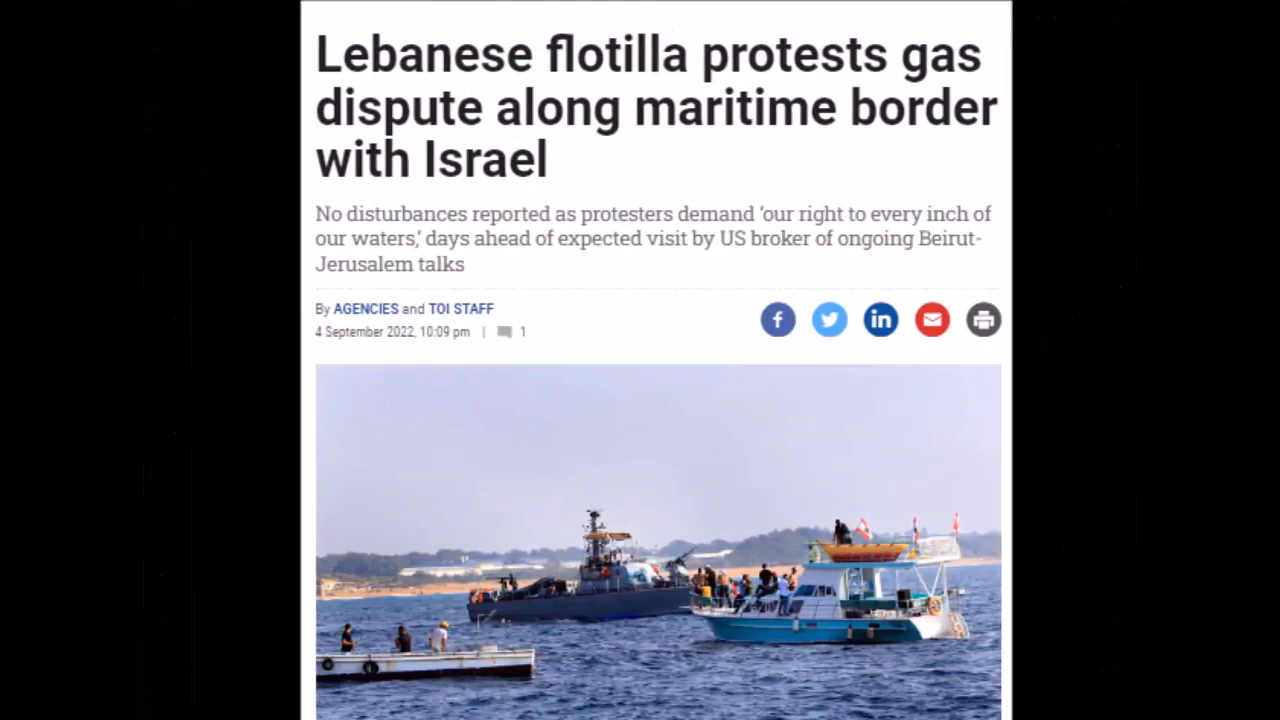 Lebanese flotilla protests gas
dispute along maritime border
with Israel
No disturbances reported as protesters demand ‘our right to every inch of
our waters,’ days ahead of expected visit by US broker of ongoing Beirut-
Jerusalem talks
By AGENCIES and TOI STAFF
4 September 2022, 10:09 pm | 1
f
in